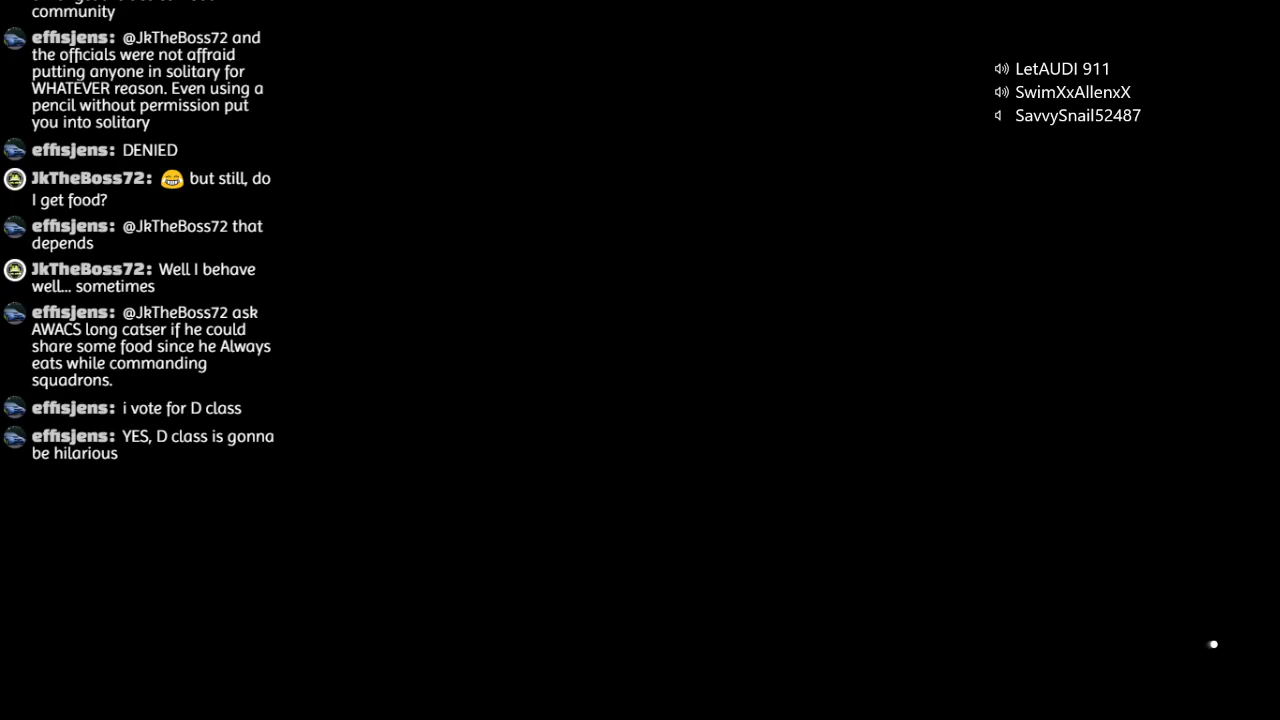 community
effisjens: @JkTheBoss72 and
the officials were not affraid
putting anyone in solitary for
WHATEVER reason. Even using a
pencil without permission put
you into solitary
effisjens: DENIED
JkTheBoss72: 😂 but still, do
I get food?
effisjens: @JkTheBoss72 that
depends
JkTheBoss72: Well I behave
well... sometimes
effisjens: @JkTheBoss72 ask
AWACS long catser if he could
share some food since he Always
eats while commanding
squadrons.
effisjens: i vote for D class
effisjens: YES, D class is gonna
be hilarious
LetAUDI 911
SwimXxAllenxX
SavvySnail52487